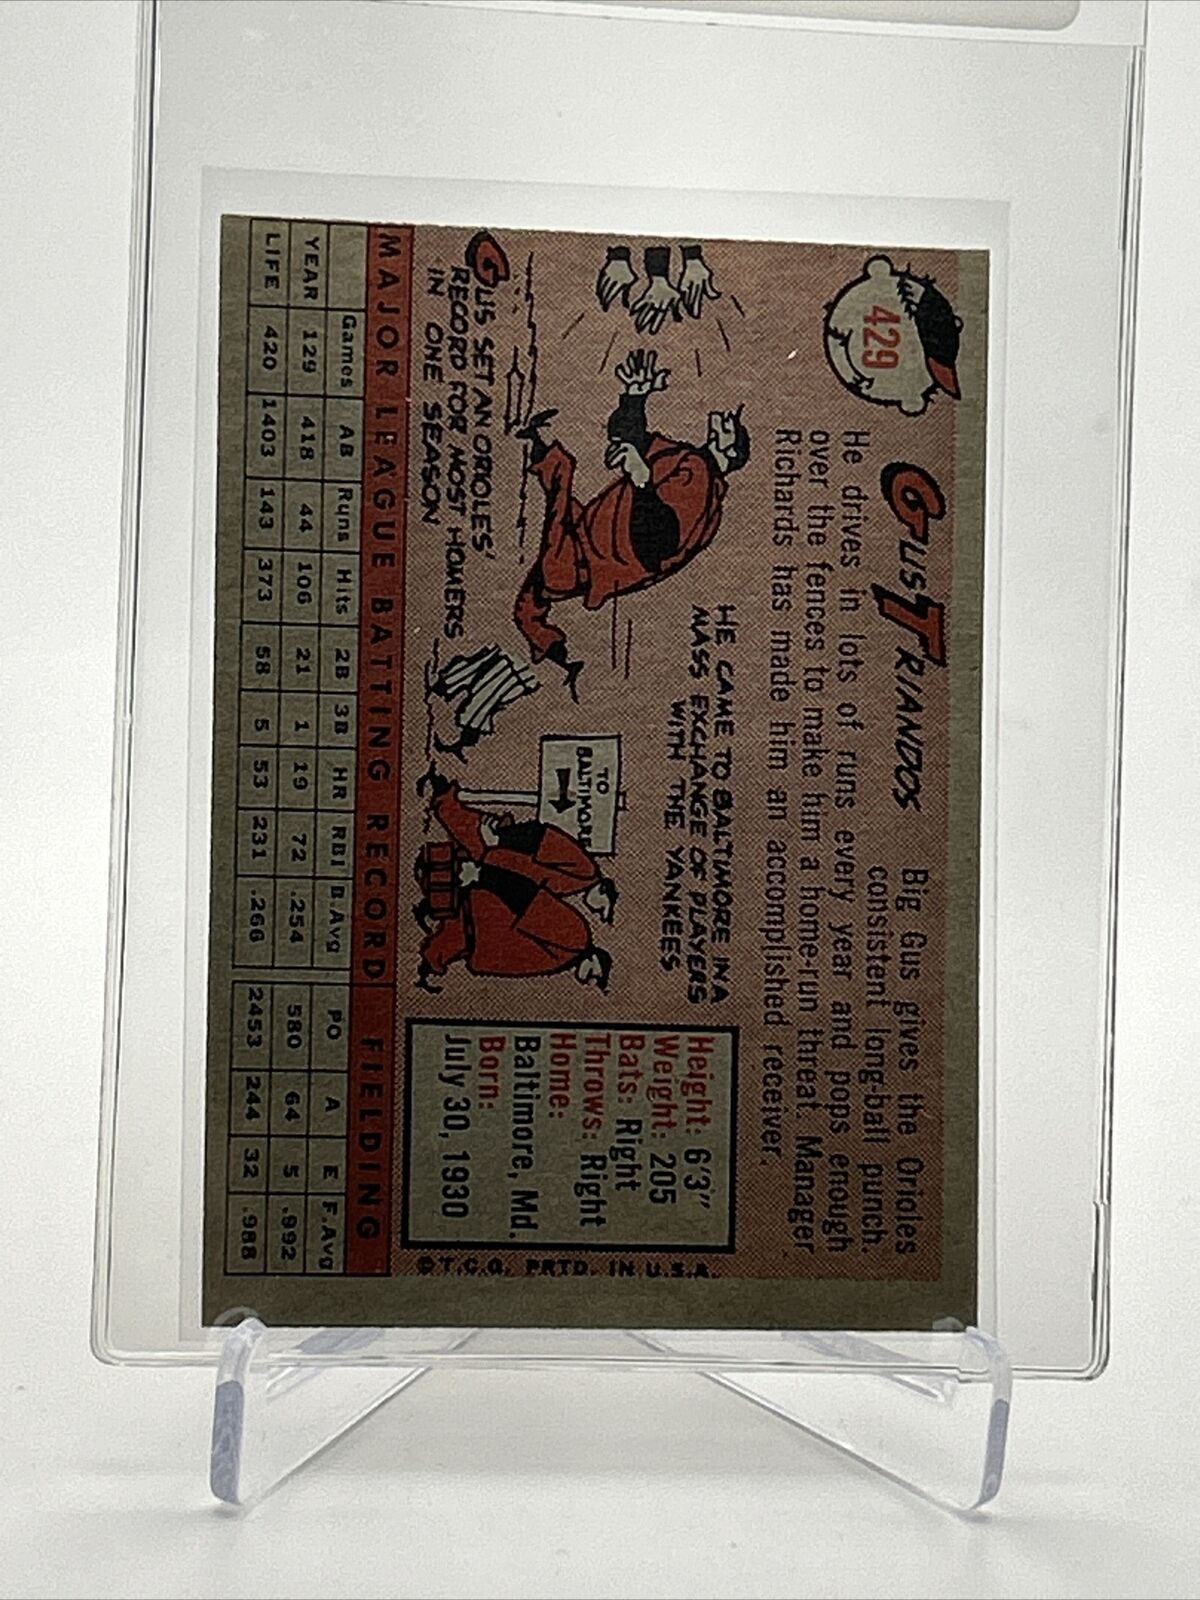 429
GUS TRIANDOS
Big Gus gives the Orioles
consistent long-ball punch.
He drives in lots of runs every year and pops enough
over the fences to make him a home-run threat. Manager
Richards has made him an accomplished receiver.
HE CAME TO BALTIMORE IN A
MASS EXCHANGE OF PLAYERS
WITH THE YANKEES
TO
BALTIMORE
GUS SET AN ORIOLES'
RECORD FOR MOST HOMERS
IN ONE SEASON
Height: 6'3"
Weight: 205
Bats: Right
Throws: Right
Home:
Baltimore, Md.
Born:
July 30, 1930
© T.C.G. PRTD. IN U.S.A.
MAJOR LEAGUE BATTING RECORD FIELDING
Games AB Runs Hits 2B 3B HR RBI B.Avg PO A E F.Avg
YEAR 129 418 44 106 21 1 19 72 .254 580 64 5 .992
LIFE 420 1403 143 373 58 5 53 231 .266 2453 244 32 .988